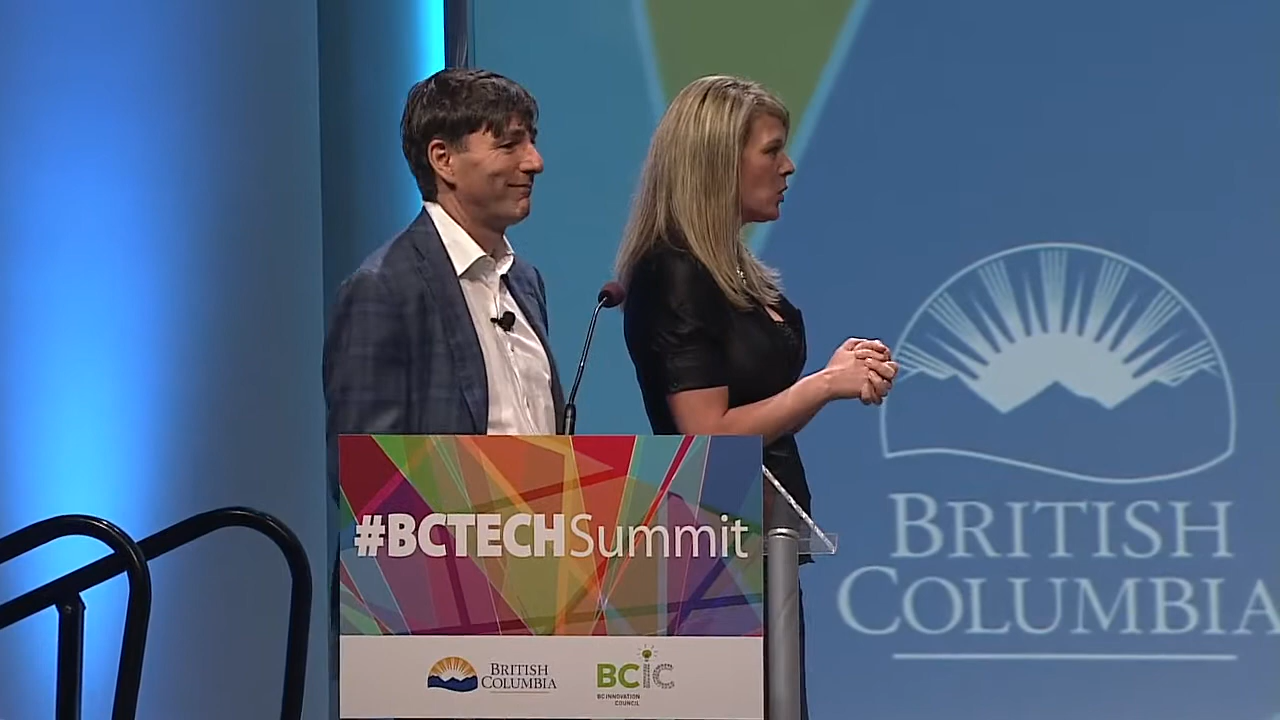 #BCTECHSummit
BRITISH
COLUMBIA
BRITISH
COLUMBIA
BCIC
BC INNOVATION
COUNCIL